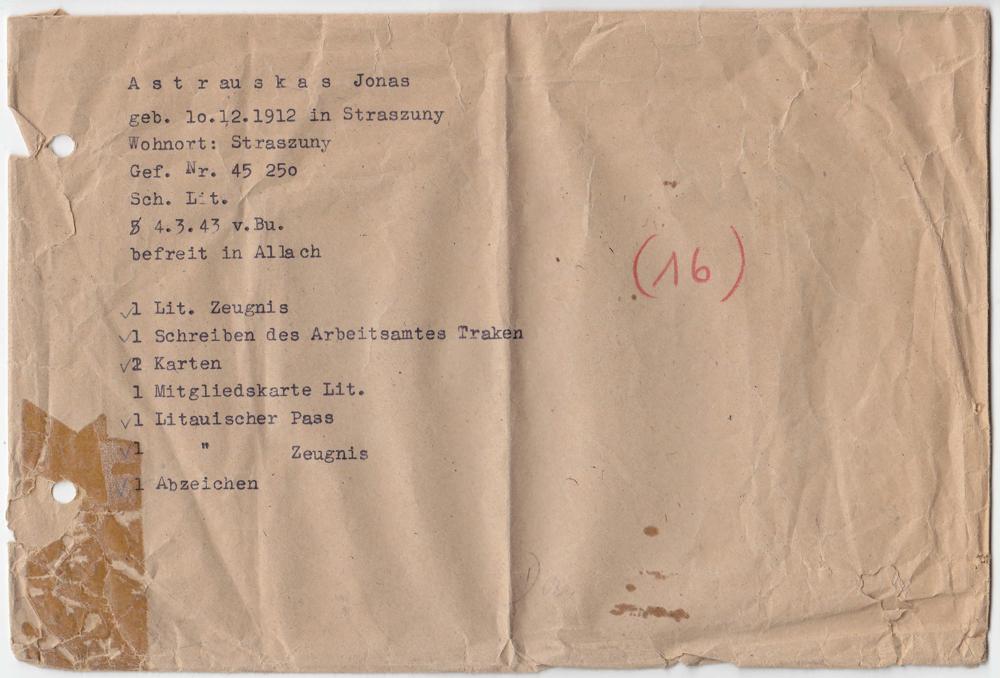 A s t r a u s k a s Jonas
geb. 10.12.1912 in Straszuny
Wohnort: Straszuny
Gef. Nr. 45 250
Sch. Lit.
4.3.43 v.Bu.
befreit in Allach
(16)
√1 Lit. Zeugnis
√1 Schreiben des Arbeitsamtes Traken
√2 Karten
1 Mitgliedskarte Lit.
√1 Litauischer Pass
√1 " Zeugnis
√1 Abzeichen